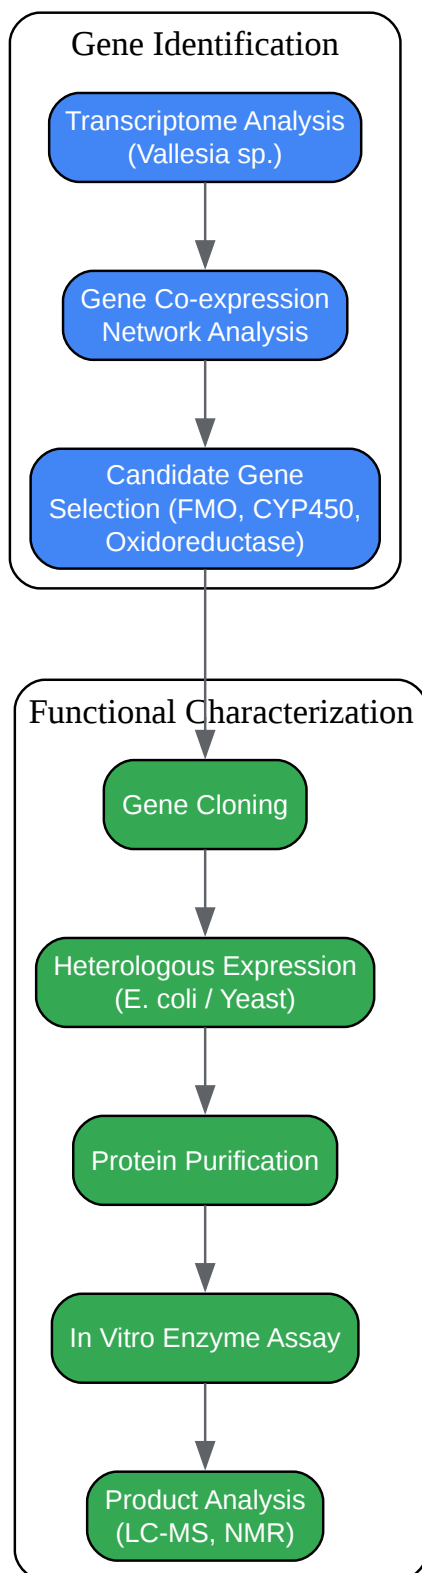 Gene Identification
Transcriptome Analysis
(Vallesia sp.)
Gene Co-expression
Network Analysis
Candidate Gene
Selection (FMO, CYP450,
Oxidoreductase)
Functional Characterization
Gene Cloning
Heterologous Expression
(E. coli / Yeast)
Protein Purification
In Vitro Enzyme Assay
Product Analysis
(LC-MS, NMR)